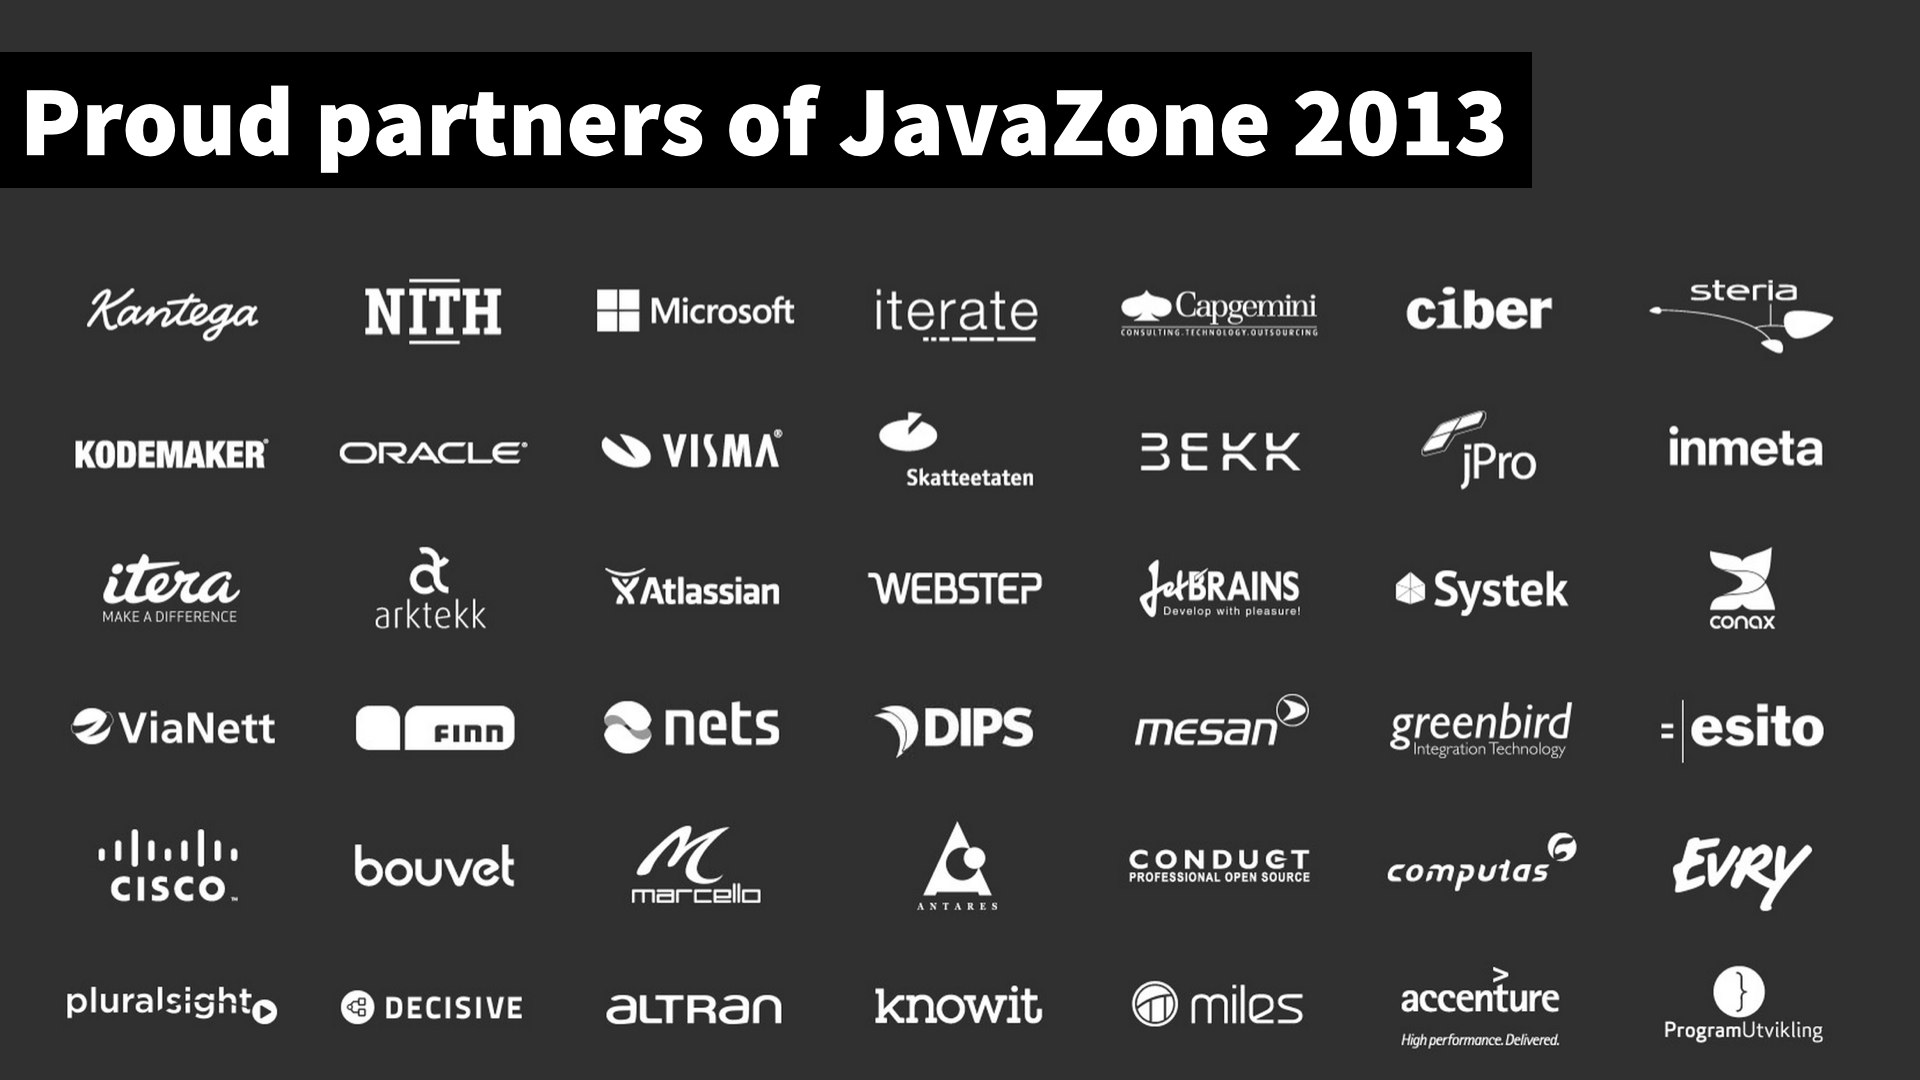 Proud partners of JavaZone 2013
Kantega
NITH
Microsoft
iterate
Capgemini
CONSULTING.TECHNOLOGY.OUTSOURCING
ciber
steria
KODEMAKER®
ORACLE®
VISMA®
Skatteetaten
BEKK
jPro
inmeta
itera
MAKE A DIFFERENCE
arktekk
Atlassian
WEBSTEP
JetBRAINS
Develop with pleasure!
Systek
conax
ViaNett
FINN
nets
DIPS
mesan
greenbird
Integration Technology
=|esito
CISCO™
bouvet
marcello
ANTARES
CONDUCT
PROFESSIONAL OPEN SOURCE
computas
EVRY
pluralsight
DECISIVE
aLTRan
knowit
miles
>
accenture
High performance. Delivered.
}
ProgramUtvikling